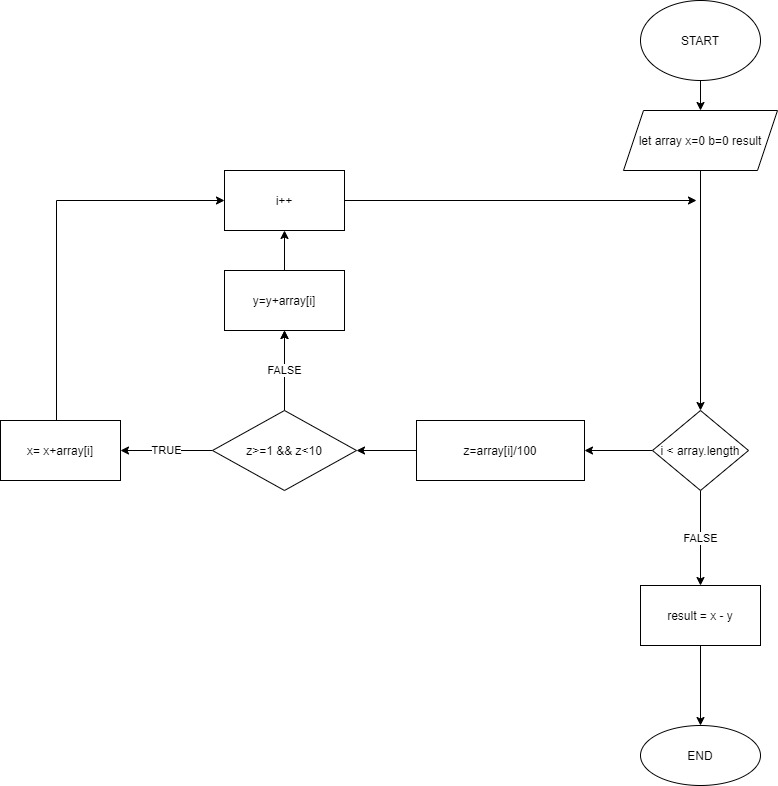 START
let array x=0 b=0 result
i++
y=y+array[i]
FALSE
x= x+array[i]
TRUE
z>=1 && z<10
z=array[i]/100
i < array.length
FALSE
result = x - y
END